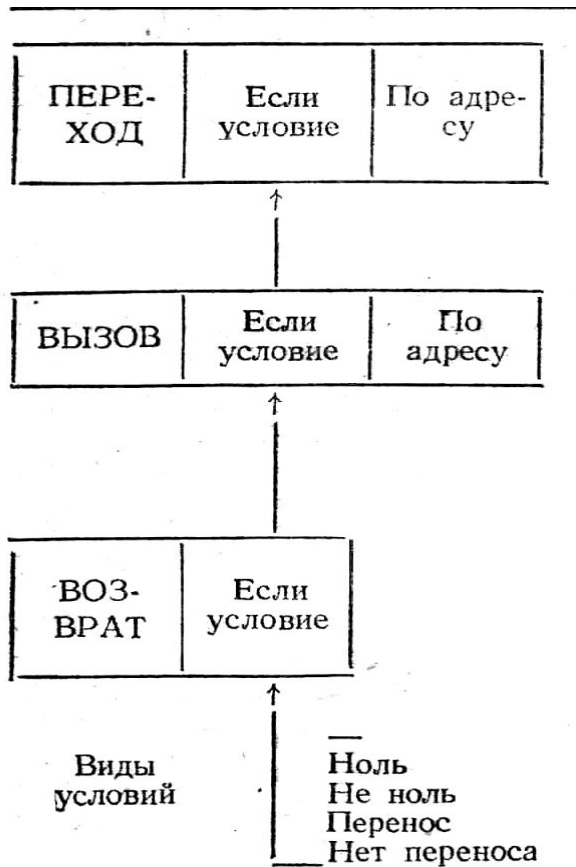 ПЕРЕ-
ХОД
Если
условие
По адре-
су
ВЫЗОВ
Если
условие
По
адресу
ВОЗ-
ВРАТ
Если
условие
Виды
условий
Ноль
Не ноль
Перенос
Нет переноса